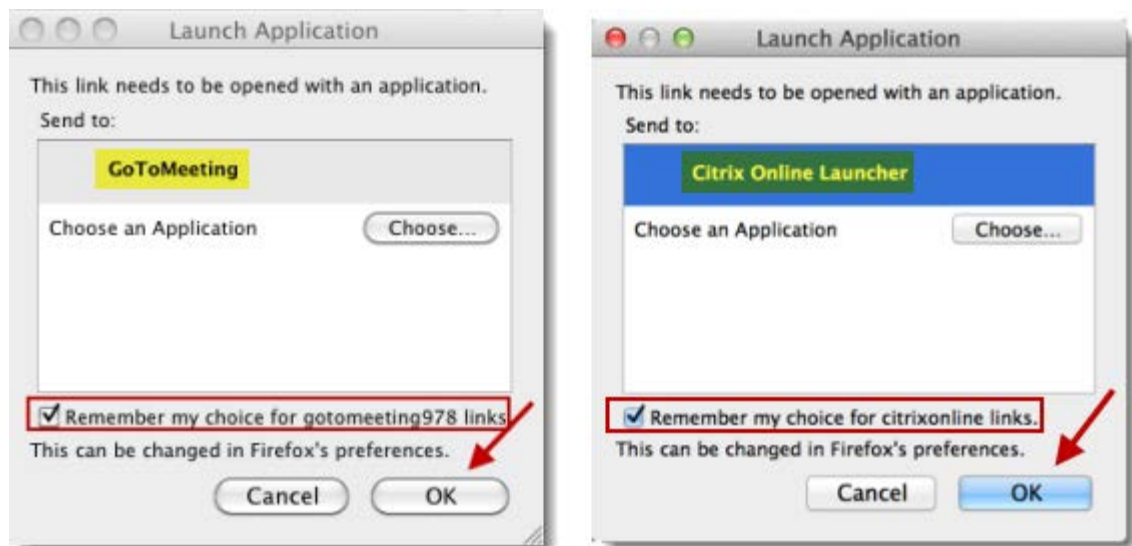 Launch Application
This link needs to be opened with an application.
Send to:
GoToMeeting
Choose an Application
Choose...
Remember my choice for gotomeeting978 links
This can be changed in Firefox's preferences.
Cancel
OK
Launch Application
This link needs to be opened with an application.
Send to:
Citrix Online Launcher
Choose an Application
Choose...
Remember my choice for citrixonline links.
This can be changed in Firefox's preferences.
Cancel
OK